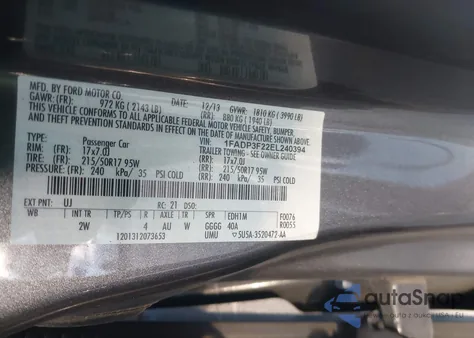 MFD. BY FORD MOTOR CO.
DATE: 12/13 GVWR: 1810 KG ( 3990 LB)
GAWR: (FR): 972 KG ( 2143 LB) (RR): 880 KG ( 1940 LB)
THIS VEHICLE CONFORMS TO ALL APPLICABLE FEDERAL MOTOR VEHICLE SAFETY, BUMPER,
AND THEFT PREVENTION STANDARDS IN EFFECT ON THE DATE OF MANUFACTURE SHOWN ABOVE.
VIN: 1FADP3F22EL240394
TYPE: Passenger Car TRAILER TOWING - SEE OWNERS GUIDE
RIM: (FR): 17x7.0J (RR): 17x7.0J
TIRE: (FR): 215/50R17 95W (RR): 215/50R17 95W
PRESSURE: (FR): 240 kPa/ 35 PSI COLD (RR): 240 kPa/ 35 PSI COLD
EXT PNT: UJ RC: 21 DSO:
WB INT TR TP/PS R AXLE TR SPR EDH1M F0076
2W 4 AU W GGGG 40A R0055
1201312073653 UMU 5U5A-3520472-AA
autoSnap